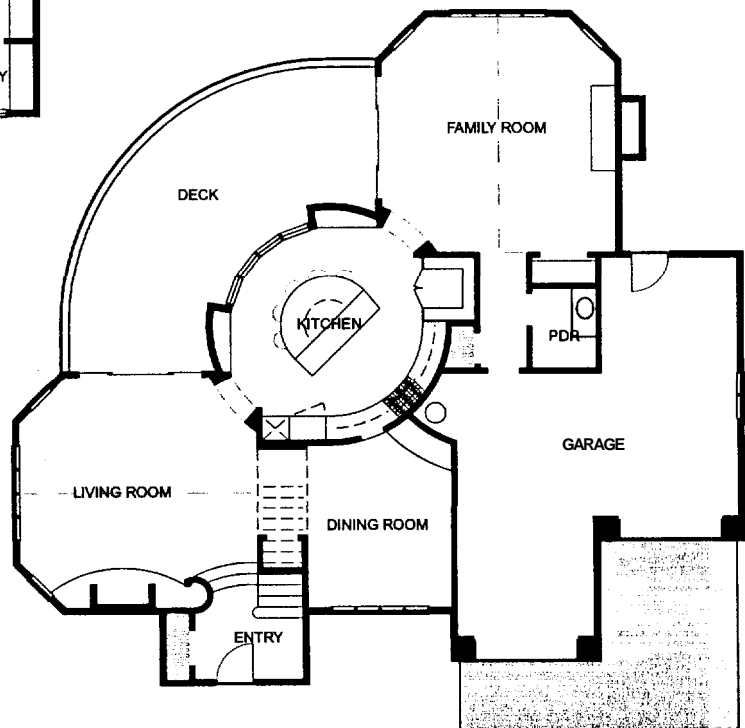 Y
FAMILY ROOM
DECK
KITCHEN
PDR
GARAGE
LIVING ROOM
DINING ROOM
ENTRY